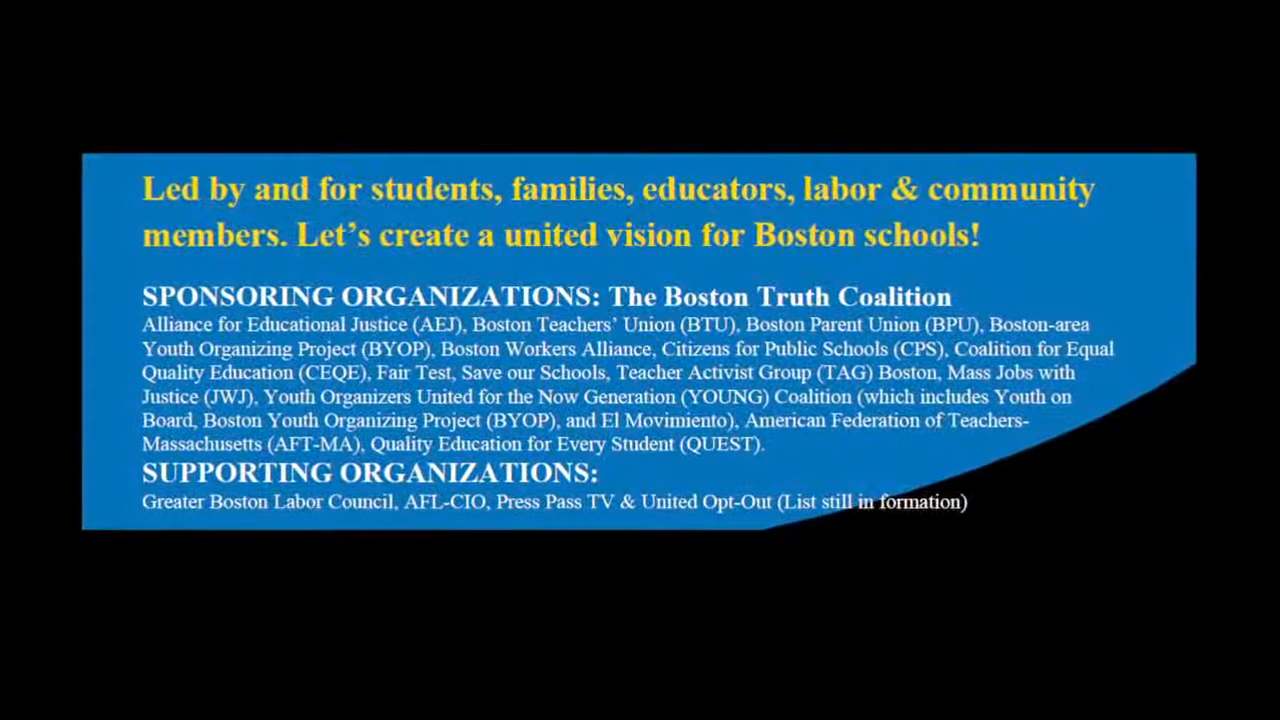 Led by and for students, families, educators, labor & community
members. Let’s create a united vision for Boston schools!
SPONSORING ORGANIZATIONS: The Boston Truth Coalition
Alliance for Educational Justice (AEJ), Boston Teachers’ Union (BTU), Boston Parent Union (BPU), Boston-area
Youth Organizing Project (BYOP), Boston Workers Alliance, Citizens for Public Schools (CPS), Coalition for Equal
Quality Education (CEQE), Fair Test, Save our Schools, Teacher Activist Group (TAG) Boston, Mass Jobs with
Justice (JWJ), Youth Organizers United for the Now Generation (YOUNG) Coalition (which includes Youth on
Board, Boston Youth Organizing Project (BYOP), and El Movimiento), American Federation of Teachers-
Massachusetts (AFT-MA), Quality Education for Every Student (QUEST).
SUPPORTING ORGANIZATIONS:
Greater Boston Labor Council, AFL-CIO, Press Pass TV & United Opt-Out (List still in formation)